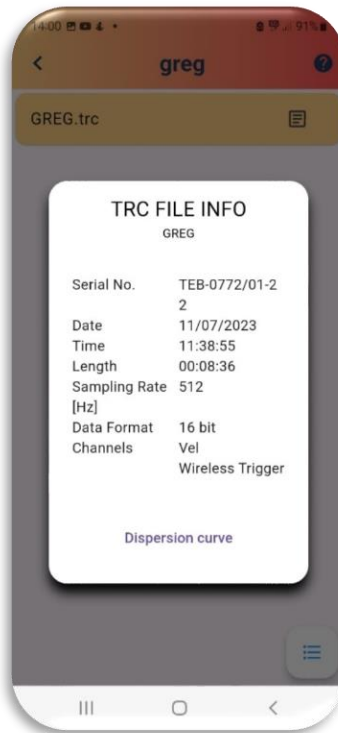 14:00
91%
greg
GREG.trc
TRC FILE INFO
GREG
Serial No. TEB-0772/01-2
2
Date 11/07/2023
Time 11:38:55
Length 00:08:36
Sampling Rate 512
[Hz]
Data Format 16 bit
Channels Vel
Wireless Trigger
Dispersion curve